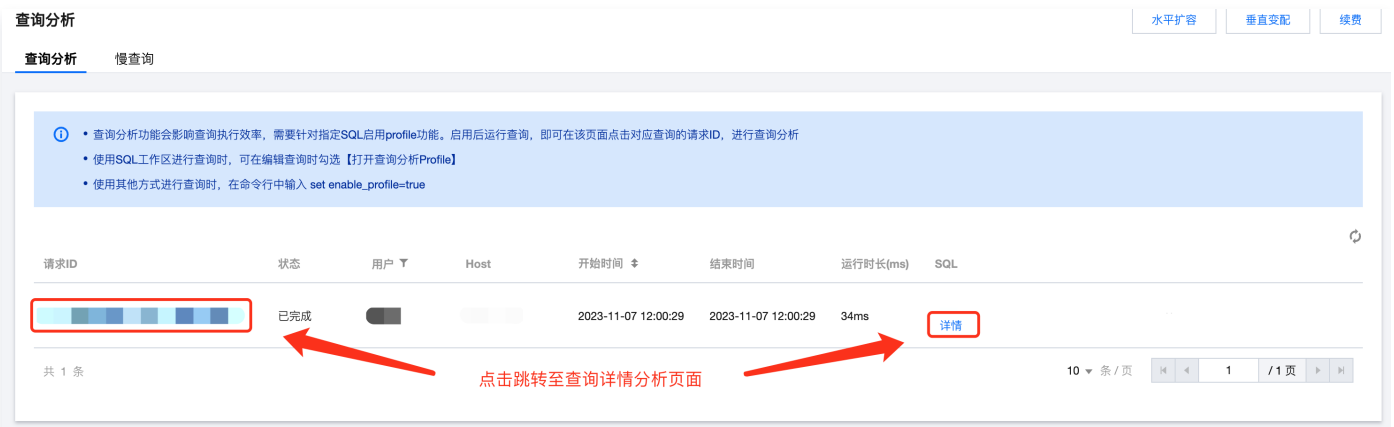 查询分析
水平扩容 垂直变配 续费
查询分析 慢查询
• 查询分析功能会影响查询执行效率，需要针对指定SQL启用profile功能。启用后运行查询，即可在该页面点击对应查询的请求ID，进行查询分析
• 使用SQL工作区进行查询时，可在编辑查询时勾选【打开查询分析Profile】
• 使用其他方式进行查询时，在命令行中输入 set enable_profile=true
请求ID 状态 用户 Host 开始时间 结束时间 运行时长(ms) SQL
已完成 2023-11-07 12:00:29 2023-11-07 12:00:29 34ms 详情
点击跳转至查询详情分析页面
共 1 条 10 条 / 页 1 / 1 页